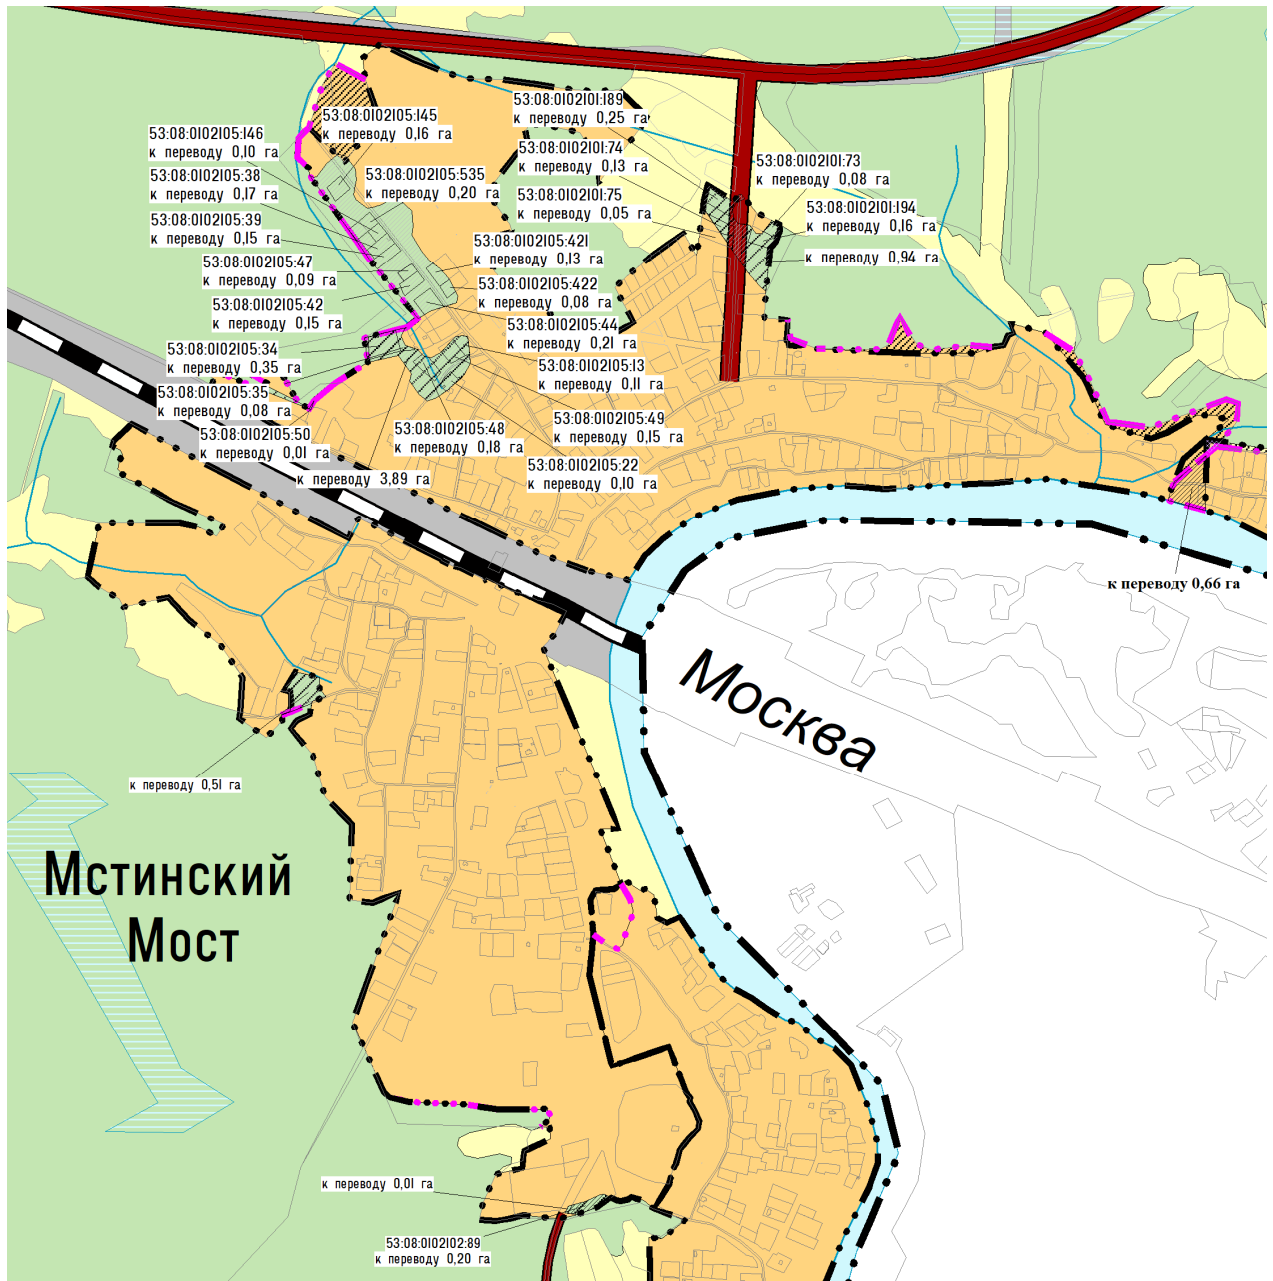 53:08:0102101:189
к переводу 0,25 га
53:08:0102105:145
к переводу 0,16 га
53:08:0102105:146
к переводу 0,10 га
53:08:0102101:74
к переводу 0,13 га
53:08:0102101:73
к переводу 0,08 га
53:08:0102105:38
к переводу 0,17 га
53:08:0102105:535
к переводу 0,20 га
53:08:0102101:75
к переводу 0,05 га
53:08:0102101:194
к переводу 0,16 га
53:08:0102105:39
к переводу 0,15 га
53:08:0102105:421
к переводу 0,13 га
к переводу 0,94 га
53:08:0102105:47
к переводу 0,09 га
53:08:0102105:422
к переводу 0,08 га
53:08:0102105:42
к переводу 0,15 га
53:08:0102105:44
к переводу 0,21 га
53:08:0102105:34
к переводу 0,35 га
53:08:0102105:13
к переводу 0,11 га
53:08:0102105:35
к переводу 0,08 га
53:08:0102105:49
к переводу 0,15 га
53:08:0102105:50
к переводу 0,01 га
53:08:0102105:48
к переводу 0,18 га
53:08:0102105:22
к переводу 0,10 га
к переводу 3,89 га
к переводу 0,66 га
Москва
к переводу 0,51 га
Мстинский
Мост
к переводу 0,01 га
53:08:0102102:89
к переводу 0,20 га